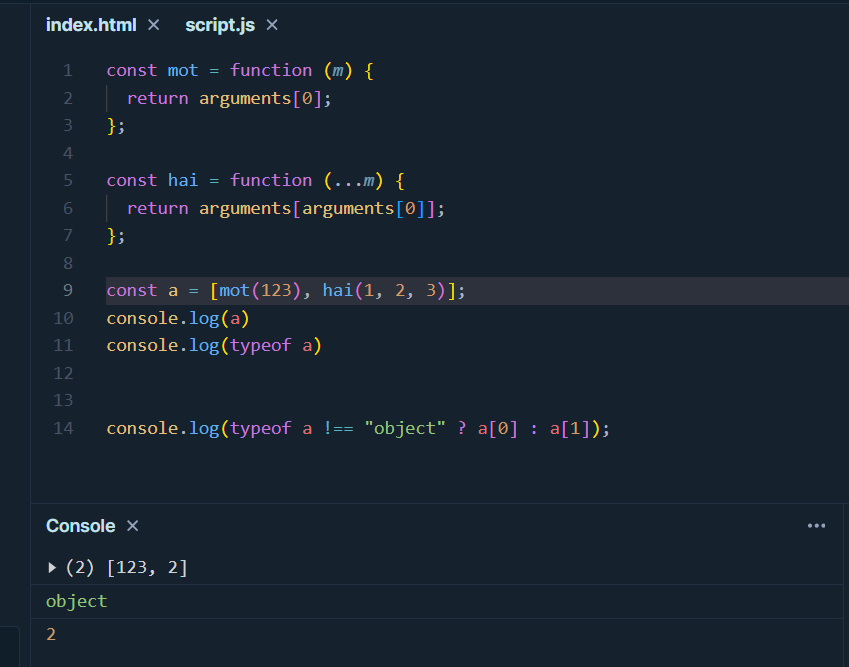 index.html × script.js ×
1 const mot = function (m) {
2 return arguments[0];
3 };
4
5 const hai = function (...m) {
6 return arguments[arguments[0]];
7 };
8
9 const a = [mot(123), hai(1, 2, 3)];
10 console.log(a)
11 console.log(typeof a)
12
13
14 console.log(typeof a !== "object" ? a[0] : a[1]);
Console × ...
▶ (2) [123, 2]
object
2